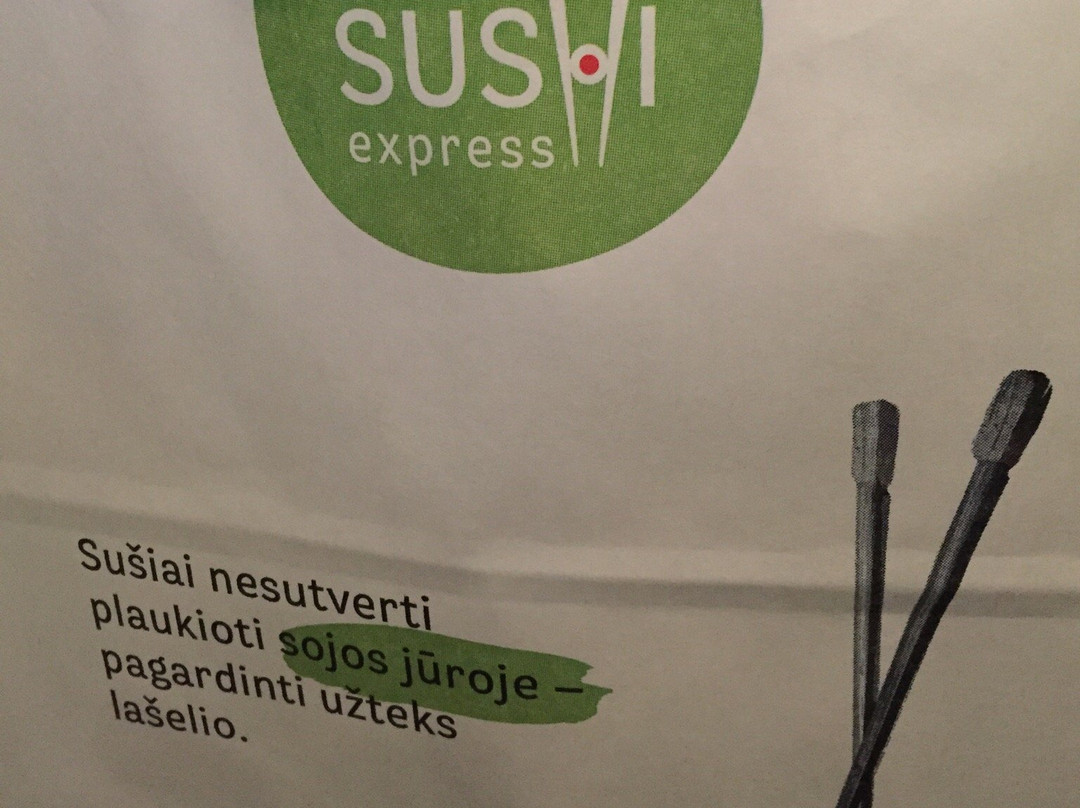 SUSHI
express
Sušiai nesutverti
plaukioti sojos jūroje –
pagardinti užteks
lašelio.